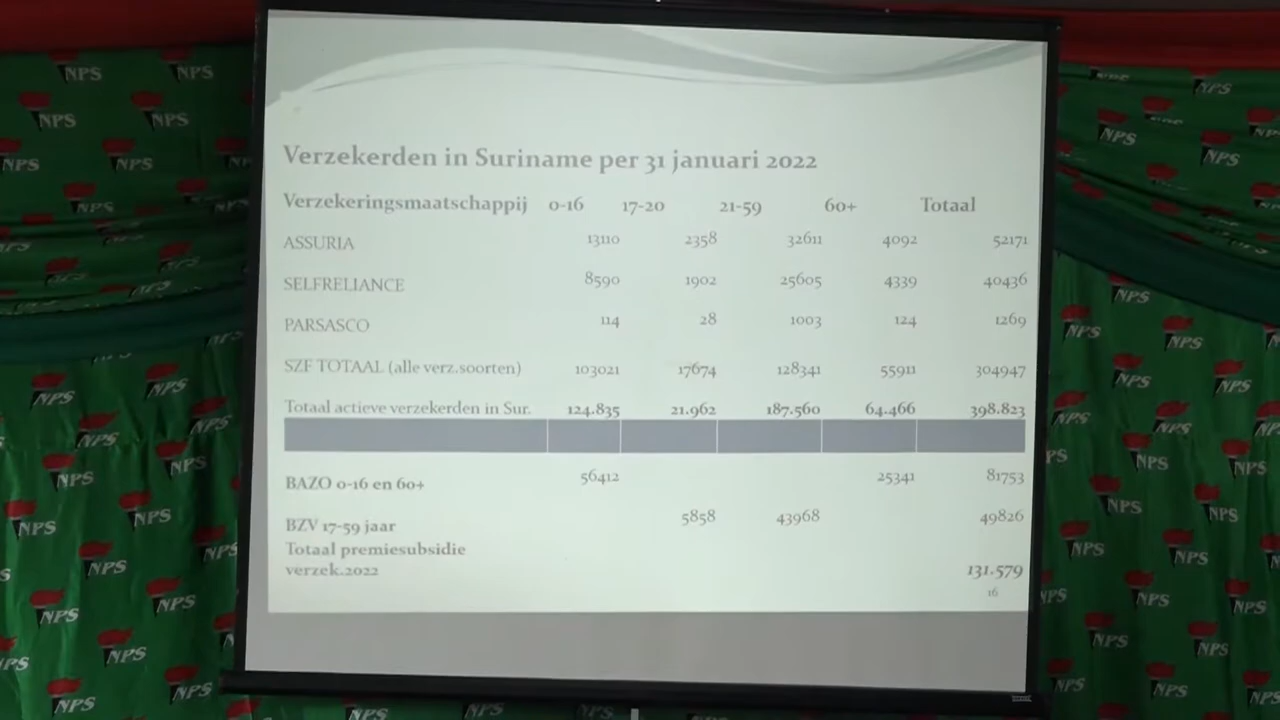 Verzekerden in Suriname per 31 januari 2022
Verzekeringsmaatschappij 0-16 17-20 21-59 60+ Totaal
ASSURIA 13110 2358 32611 4092 52171
SELFRELIANCE 8590 1902 25605 4339 40436
PARSASCO 114 28 1003 124 1269
SZF TOTAAL (alle verz.soorten) 103021 17674 128341 55911 304947
Totaal actieve verzekerden in Sur. 124.835 21.962 187.560 64.466 398.823
BAZO 0-16 en 60+ 56412 25341 81753
BZV 17-59 jaar 5858 43968 49826
Totaal premiesubsidie
verzek.2022 131.579
16
NPS